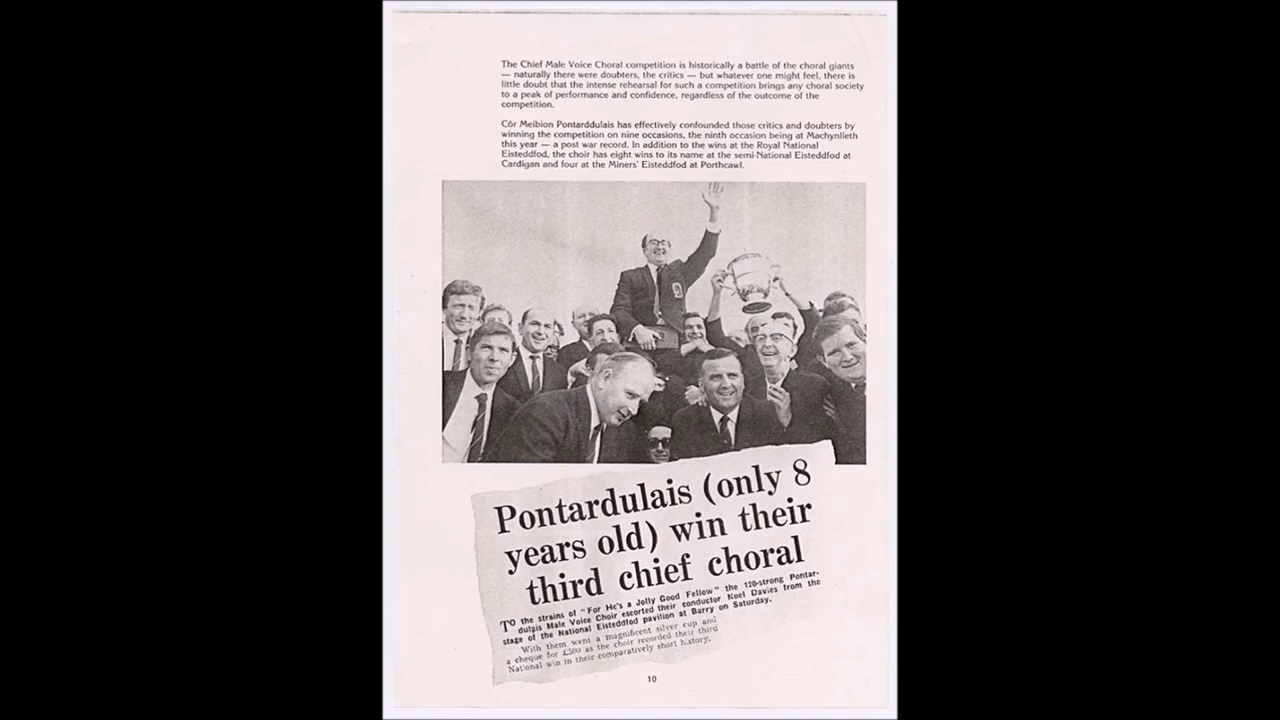 The Chief Male Voice Choral competition is historically a battle of the choral giants
— naturally there were doubters, the critics — but whatever one might feel, there is
little doubt that the intense rehearsal for such a competition brings any choral society
to a peak of performance and confidence, regardless of the outcome of the
competition.
Côr Meibion Pontarddulais has effectively confounded those critics and doubters by
winning the competition on nine occasions, the ninth occasion being at Machynlleth
this year — a post war record. In addition to the wins at the Royal National
Eisteddfod, the choir has eight wins to its name at the semi-National Eisteddfod at
Cardigan and four at the Miners' Eisteddfod at Porthcawl.
Pontardulais (only 8
years old) win their
third chief choral
TO the strains of "For He's a Jolly Good Fellow" the 120-strong Pontar-
dulais Male Voice Choir escorted their conductor Noel Davies from the
stage of the National Eisteddfod pavilion at Barry on Saturday.
With them went a magnificent silver cup and
a cheque for £500 as the choir recorded their third
National win in their comparatively short history.
10